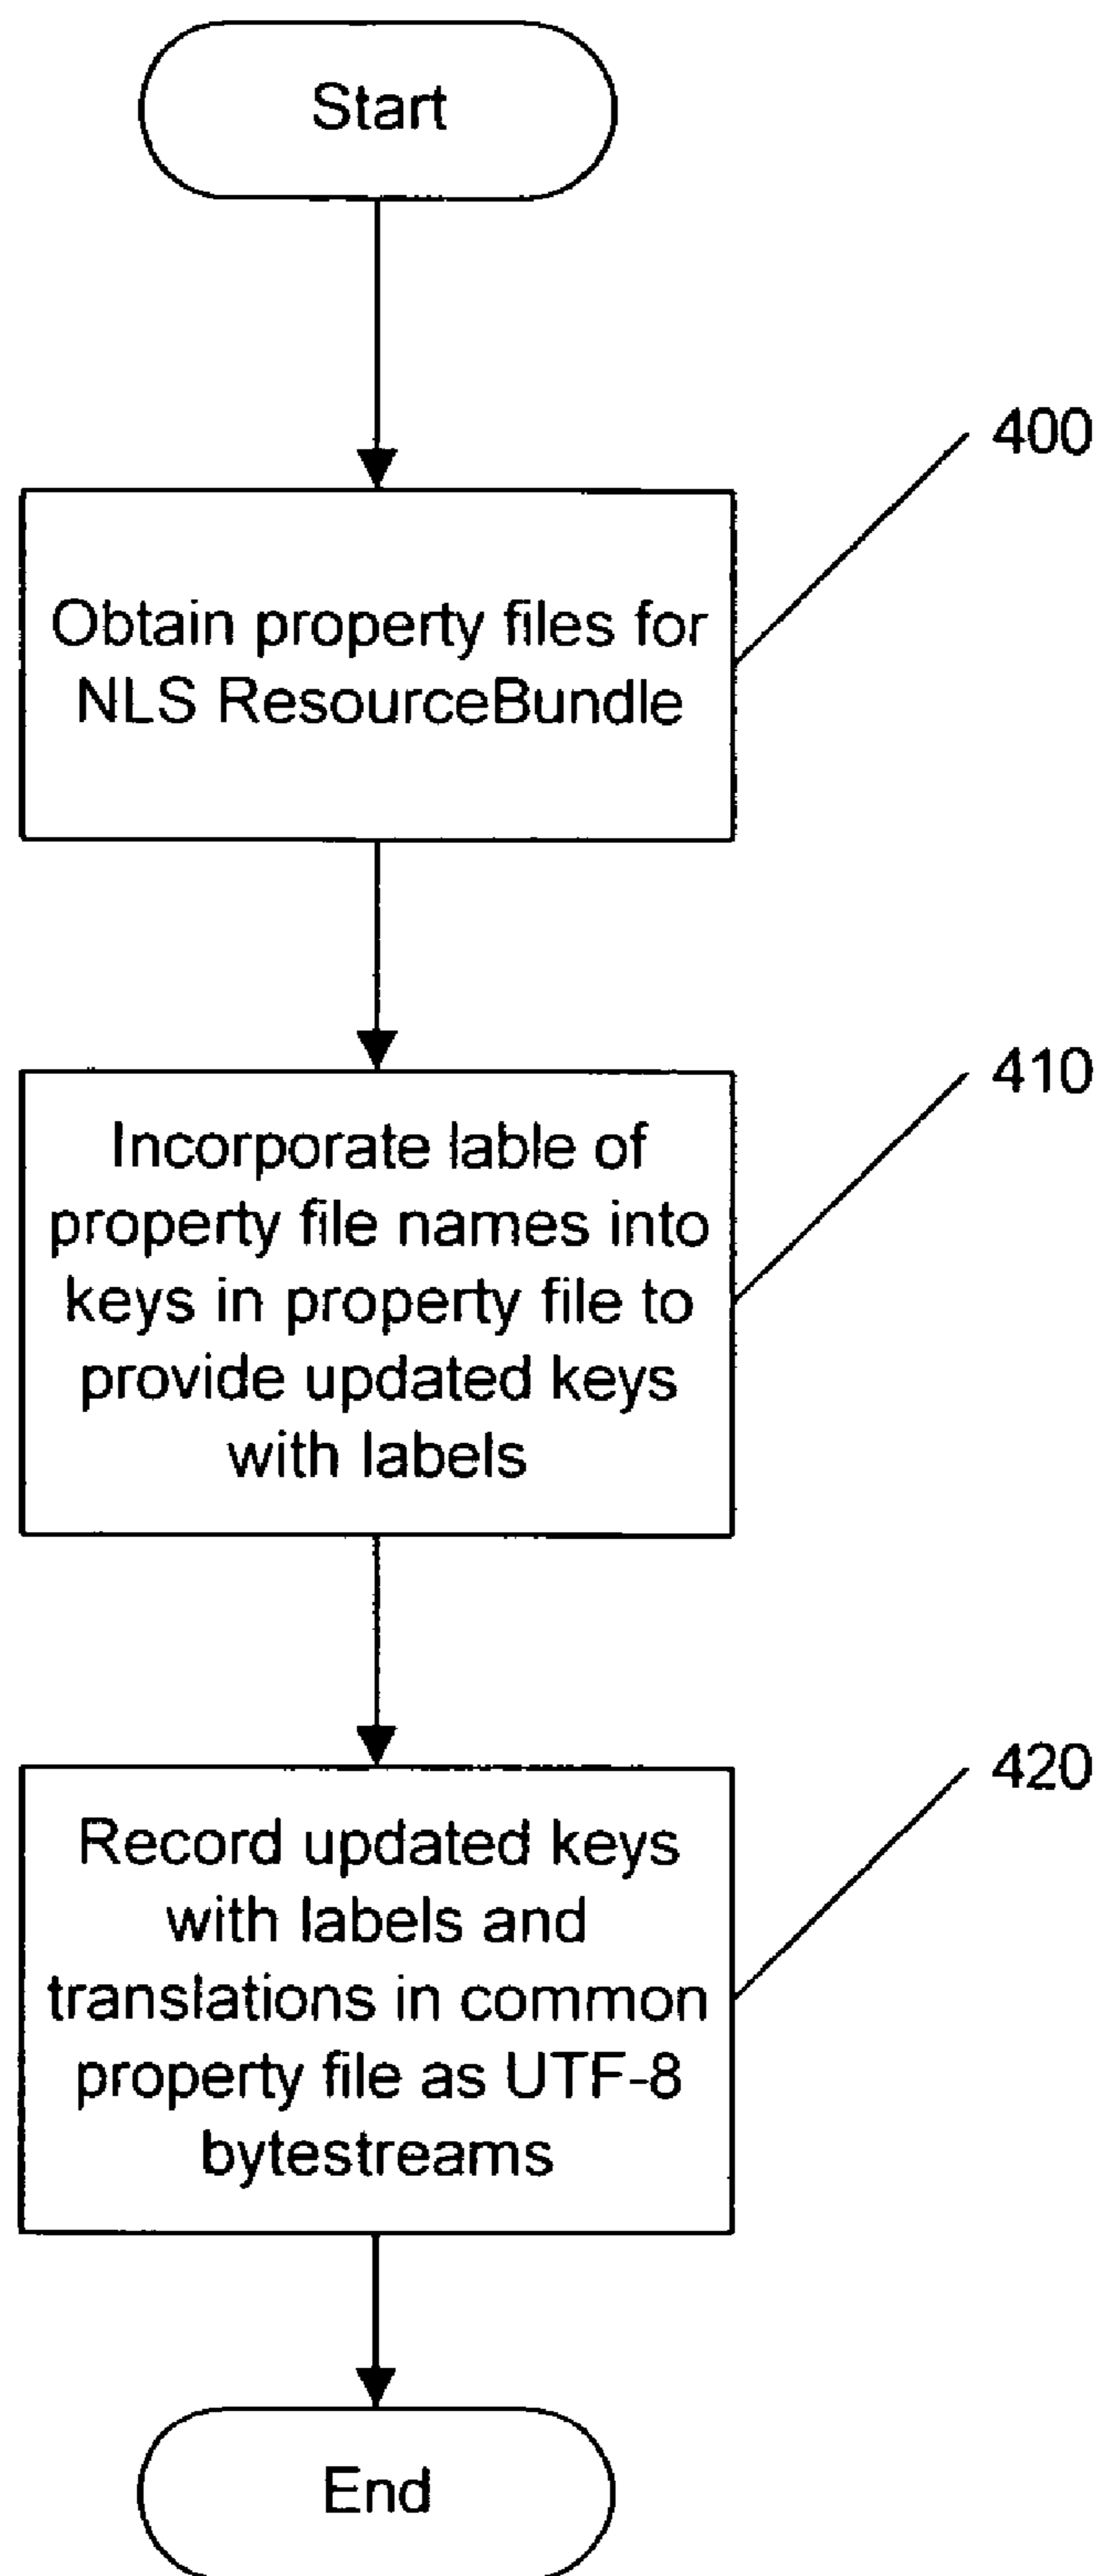 Start
400
Obtain property files for
NLS ResourceBundle
410
Incorporate lable of
property file names into
keys in property file to
provide updated keys
with labels
420
Record updated keys
with labels and
translations in common
property file as UTF-8
bytestreams
End